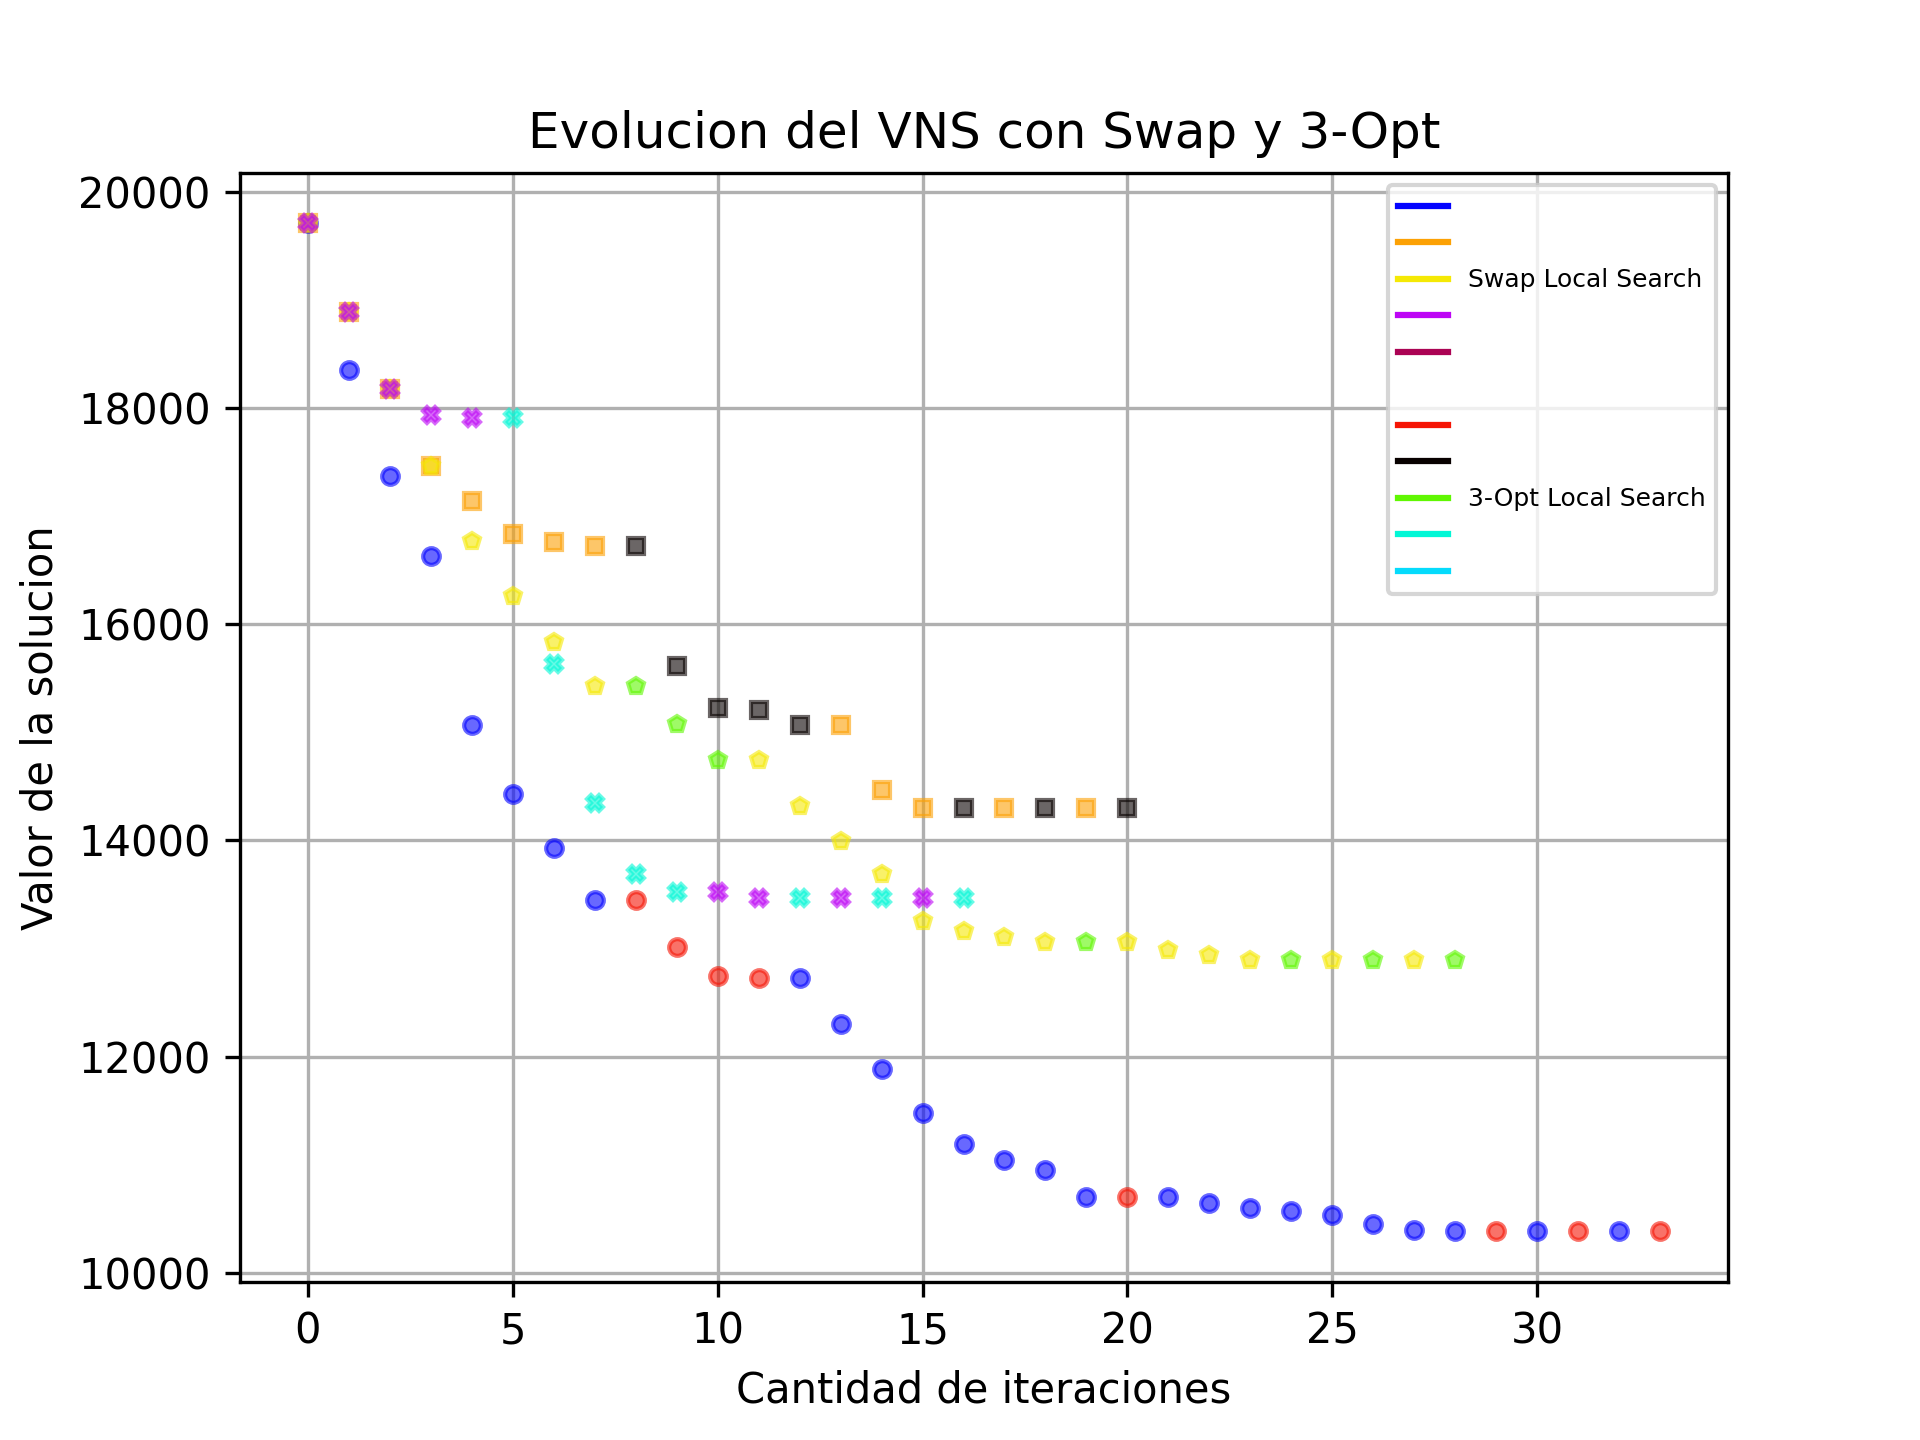 Evolucion del VNS con Swap y 3-Opt
Valor de la solucion
20000
18000
16000
14000
12000
10000
Swap Local Search
3-Opt Local Search
0 5 10 15 20 25 30
Cantidad de iteraciones